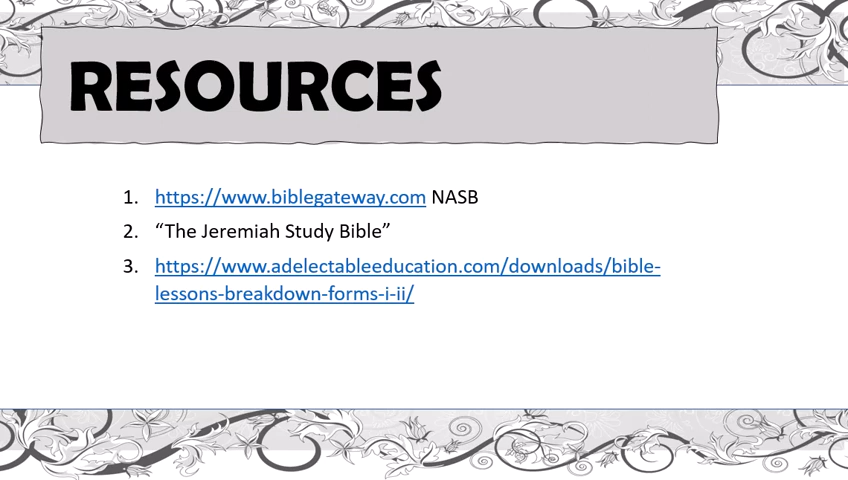 RESOURCES
1. https://www.biblegateway.com NASB
2. “The Jeremiah Study Bible”
3. https://www.adelectableeducation.com/downloads/bible-
lessons-breakdown-forms-i-ii/